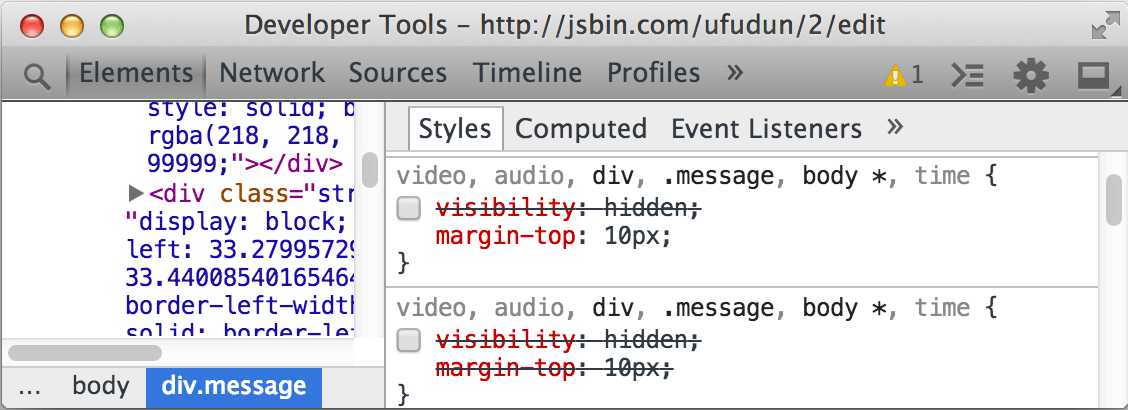 Developer Tools – http://jsbin.com/ufudun/2/edit
Elements Network Sources Timeline Profiles » 1
style: solid; b
rgba(218, 218,
99999;"></div>
▶<div class="str
"display: block;
left: 33.27995729
33.44008540165464
border-left-width
solid; border-le
... body div.message
Styles Computed Event Listeners »
video, audio, div, .message, body *, time {
visibility: hidden;
margin-top: 10px;
}
video, audio, div, .message, body *, time {
visibility: hidden;
margin-top: 10px;
}